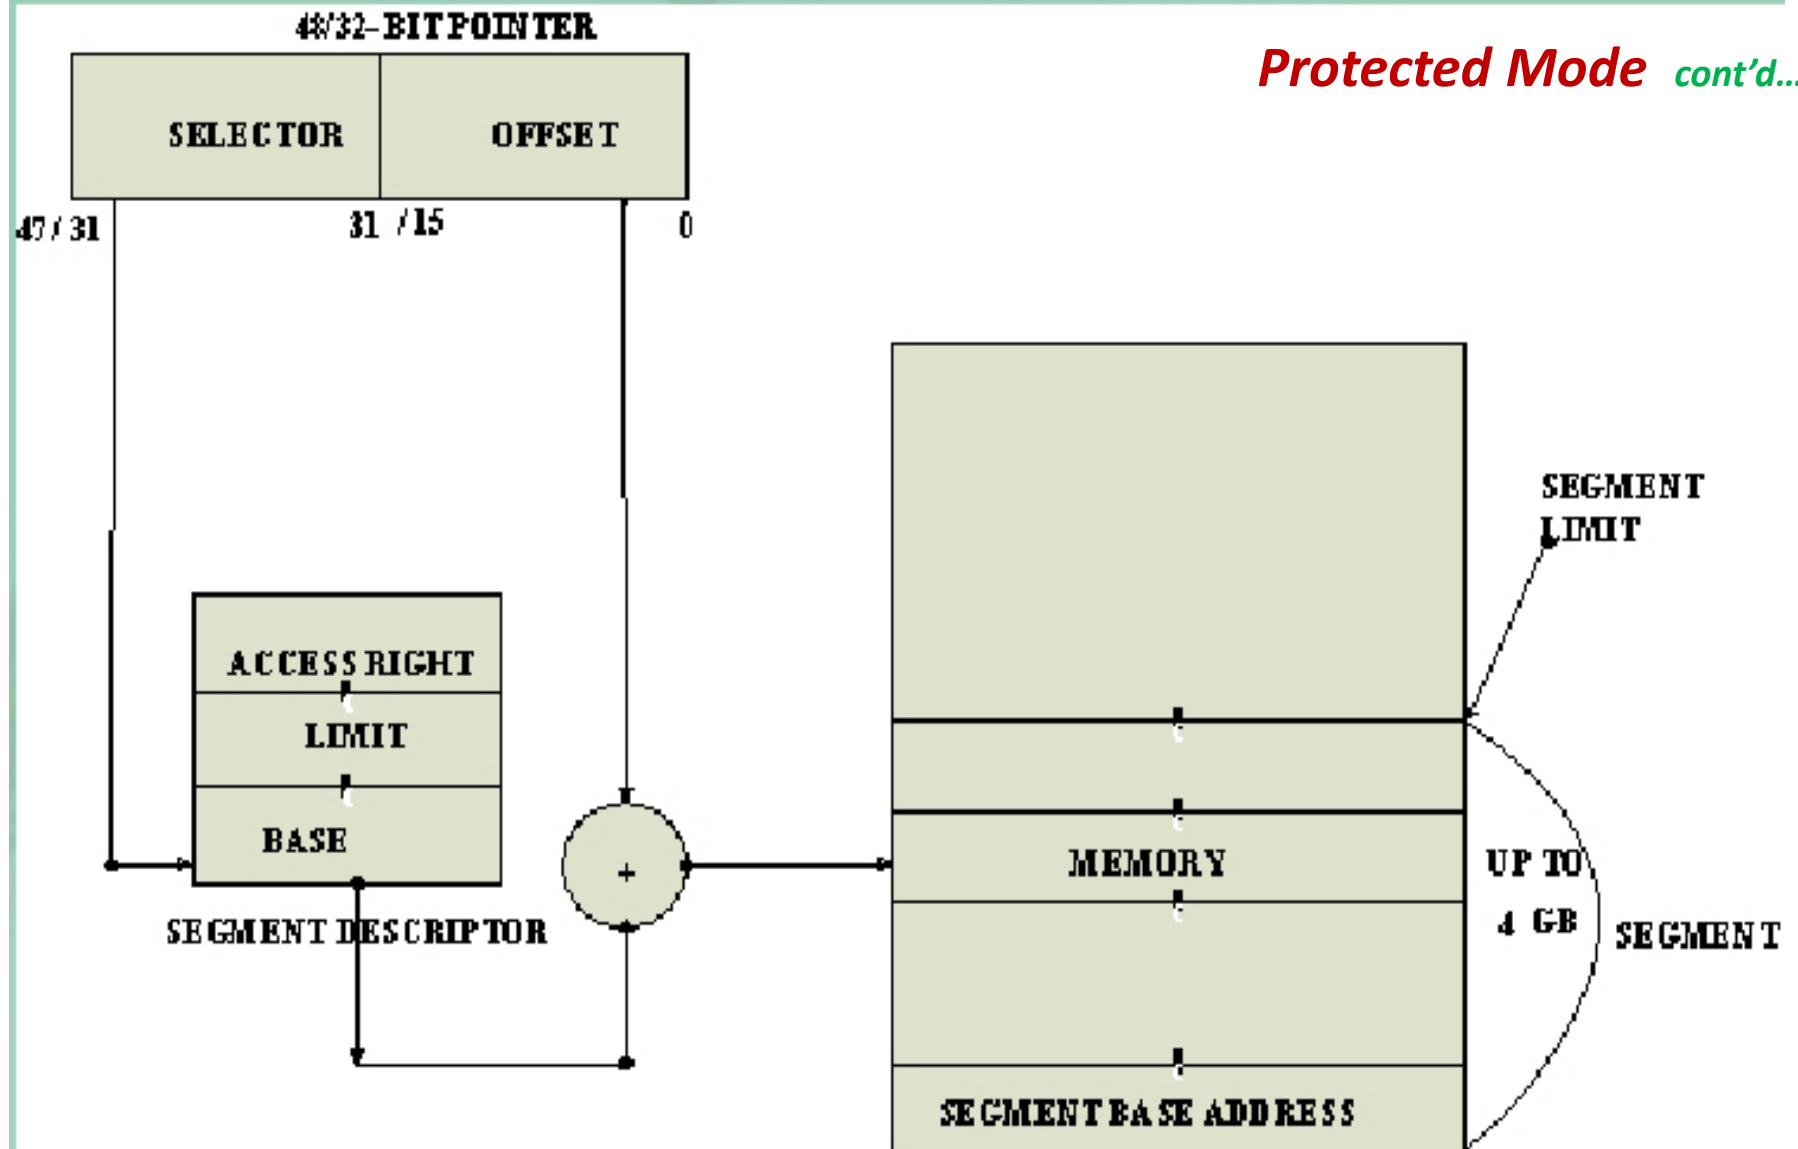 48/32-BIT POINTER
Protected Mode cont'd...
SELECTOR
OFFSET
47/31
31 /15
0
SEGMENT
LIMIT
ACCESS RIGHT
LIMIT
BASE
+
MEMORY
UP TO
4 GB
SEGMENT
SEGMENT DESCRIPTOR
SEGMENT BASE ADDRESS